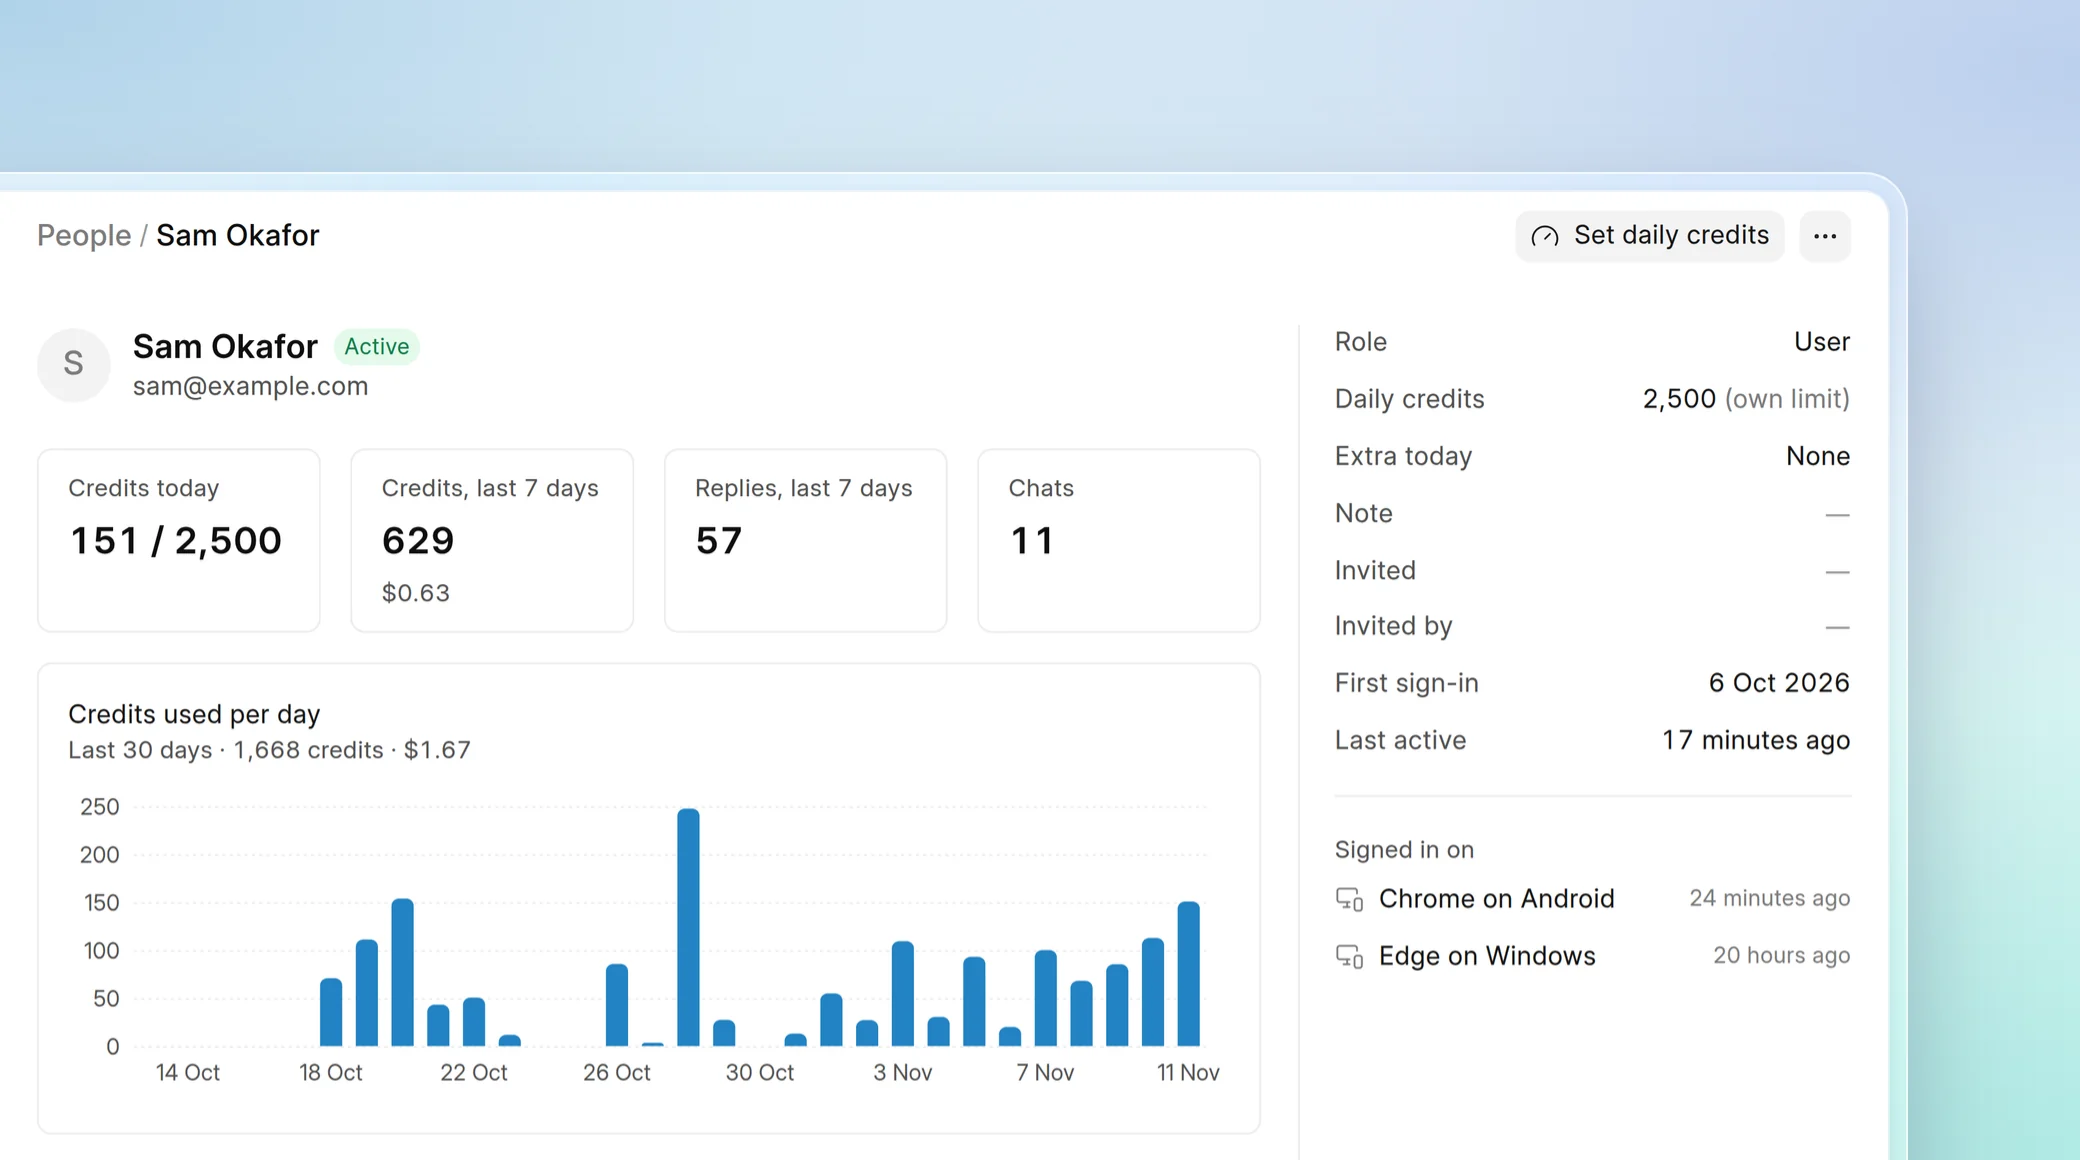 People / Sam Okafor
Set daily credits
S
Sam Okafor
Active
sam@example.com
Credits today
151 / 2,500
Credits, last 7 days
629
$0.63
Replies, last 7 days
57
Chats
11
Credits used per day
Last 30 days · 1,668 credits · $1.67
250
200
150
100
50
0
14 Oct
18 Oct
22 Oct
26 Oct
30 Oct
3 Nov
7 Nov
11 Nov
Role
User
Daily credits
2,500 (own limit)
Extra today
None
Note
—
Invited
—
Invited by
—
First sign-in
6 Oct 2026
Last active
17 minutes ago
Signed in on
Chrome on Android
24 minutes ago
Edge on Windows
20 hours ago